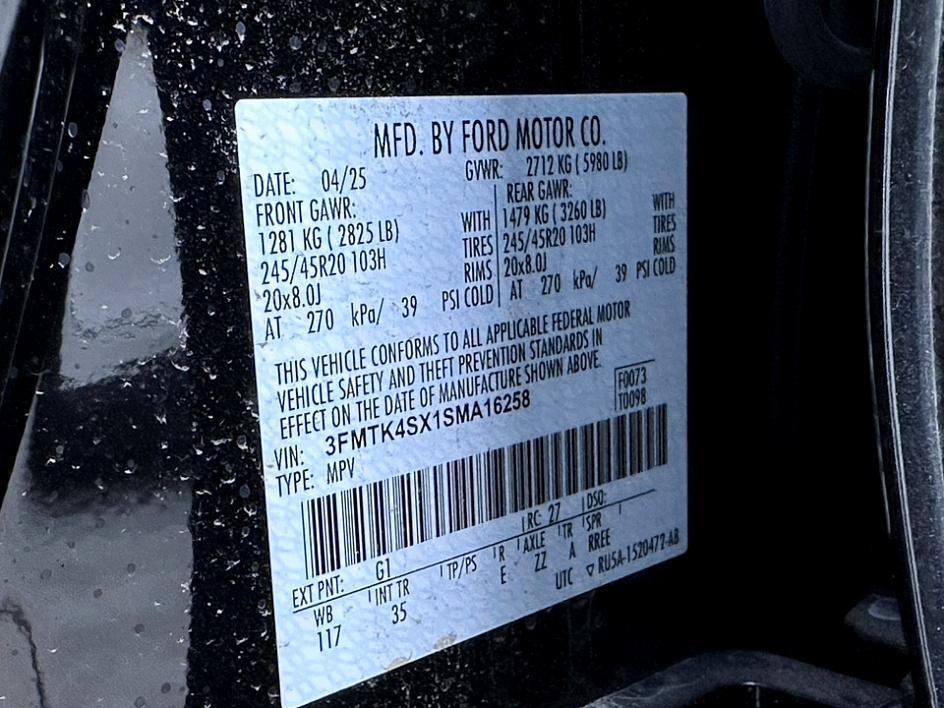 MFD. BY FORD MOTOR CO.
DATE: 04/25 GVWR: 2712 KG ( 5980 LB)
FRONT GAWR: REAR GAWR:
1281 KG ( 2825 LB) WITH 1479 KG ( 3260 LB) WITH
245/45R20 103H TIRES 245/45R20 103H TIRES
20x8.0J RIMS 20x8.0J RIMS
AT 270 kPa/ 39 PSI COLD AT 270 kPa/ 39 PSI COLD
THIS VEHICLE CONFORMS TO ALL APPLICABLE FEDERAL MOTOR
VEHICLE SAFETY AND THEFT PREVENTION STANDARDS IN
EFFECT ON THE DATE OF MANUFACTURE SHOWN ABOVE.
F0073
T0098
VIN: 3FMTK4SX1SMA16258
TYPE: MPV
EXT PNT: G1 RC: 27 DSO:
WB INT TR TP/PS R AXLE TR SPR
117 35 E ZZ A RREE
UTC ▽ RU5A-1520472-AB